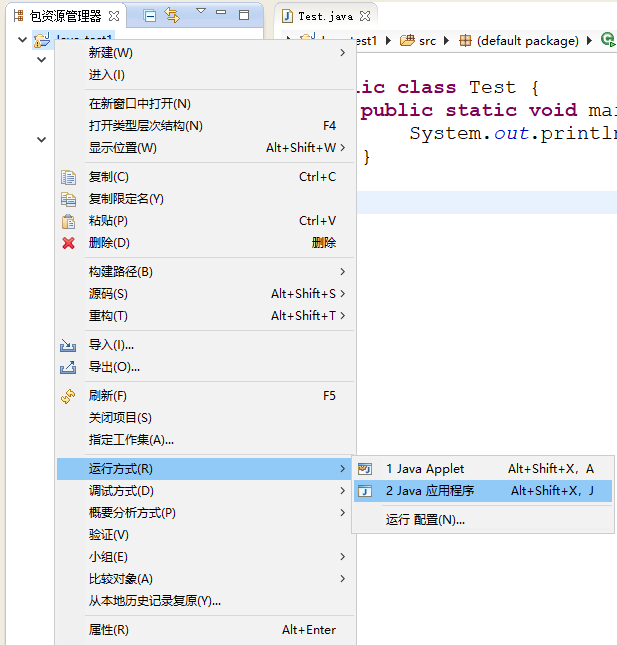 包资源管理器
Test.java
src
(default package)
新建(W)
进入(I)
在新窗口中打开(N)
打开类型层次结构(N) F4
显示位置(W) Alt+Shift+W
复制(C) Ctrl+C
复制限定名(Y)
粘贴(P) Ctrl+V
删除(D) 删除
构建路径(B)
源码(S) Alt+Shift+S
重构(T) Alt+Shift+T
导入(I)...
导出(O)...
刷新(F) F5
关闭项目(S)
指定工作集(A)...
运行方式(R)
调试方式(D)
概要分析方式(P)
验证(V)
小组(E)
比较对象(A)
从本地历史记录复原(Y)...
属性(R) Alt+Enter
class Test {
public static void
System.out.
}
1 Java Applet Alt+Shift+X, A
2 Java 应用程序 Alt+Shift+X, J
运行 配置(N)...